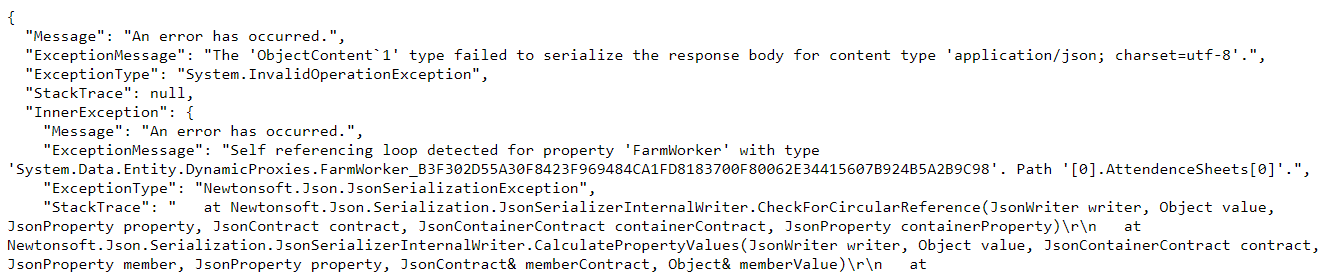 {
"Message": "An error has occurred.",
"ExceptionMessage": "The 'ObjectContent`1' type failed to serialize the response body for content type 'application/json; charset=utf-8'.",
"ExceptionType": "System.InvalidOperationException",
"StackTrace": null,
"InnerException": {
"Message": "An error has occurred.",
"ExceptionMessage": "Self referencing loop detected for property 'FarmWorker' with type
'System.Data.Entity.DynamicProxies.FarmWorker_B3F302D55A30F8423F969484CA1FD8183700F80062E34415607B924B5A2B9C98'. Path '[0].AttendenceSheets[0]'.",
"ExceptionType": "Newtonsoft.Json.JsonSerializationException",
"StackTrace": "   at Newtonsoft.Json.Serialization.JsonSerializerInternalWriter.CheckForCircularReference(JsonWriter writer, Object value,
JsonProperty property, JsonContract contract, JsonContainerContract containerContract, JsonProperty containerProperty)\r\n   at
Newtonsoft.Json.Serialization.JsonSerializerInternalWriter.CalculatePropertyValues(JsonWriter writer, Object value, JsonContainerContract contract,
JsonProperty member, JsonProperty property, JsonContract& memberContract, Object& memberValue)\r\n   at